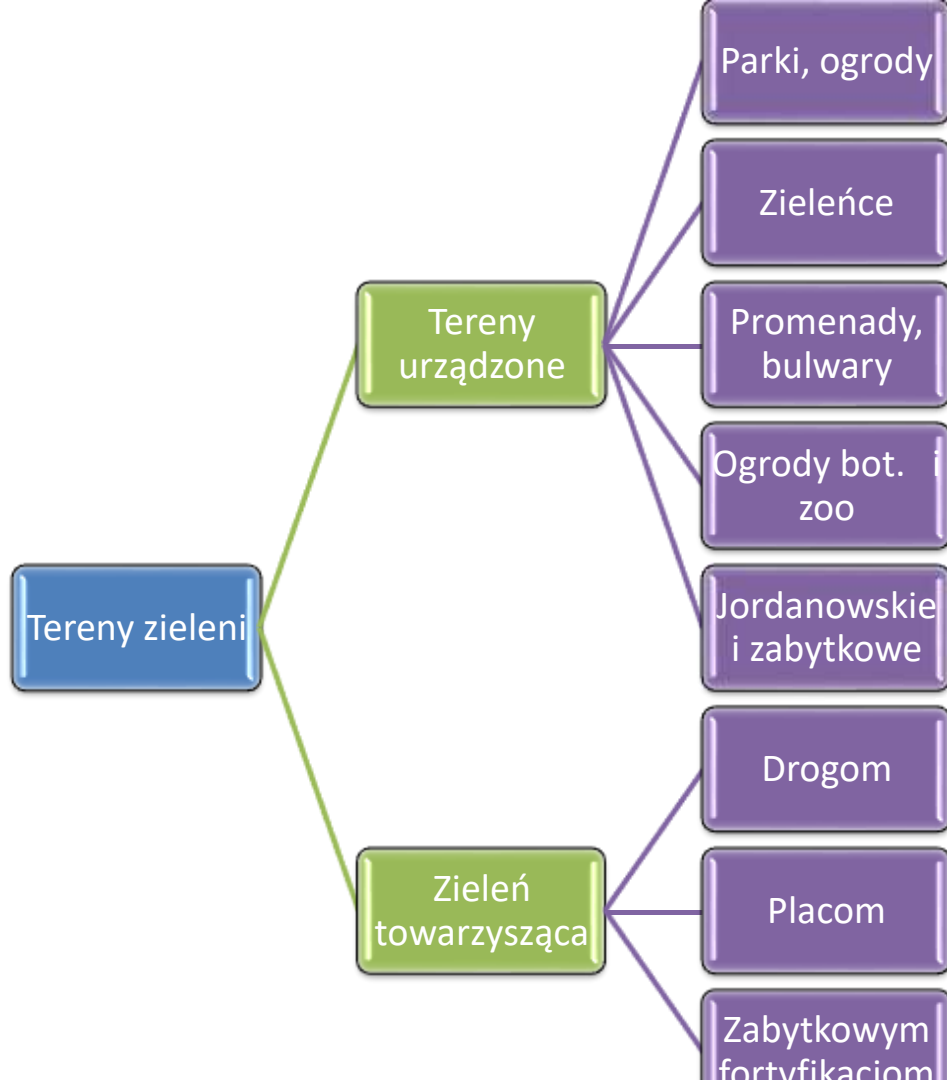 Parki, ogrody
Zieleńce
Tereny
urządzone
Promenady,
bulwary
Ogrody bot. i
zoo
Tereny zieleni
Jordanowskie
i zabytkowe
Drogom
Zieleń
towarzysząca
Placom
Zabytkowym
fortyfikacjom